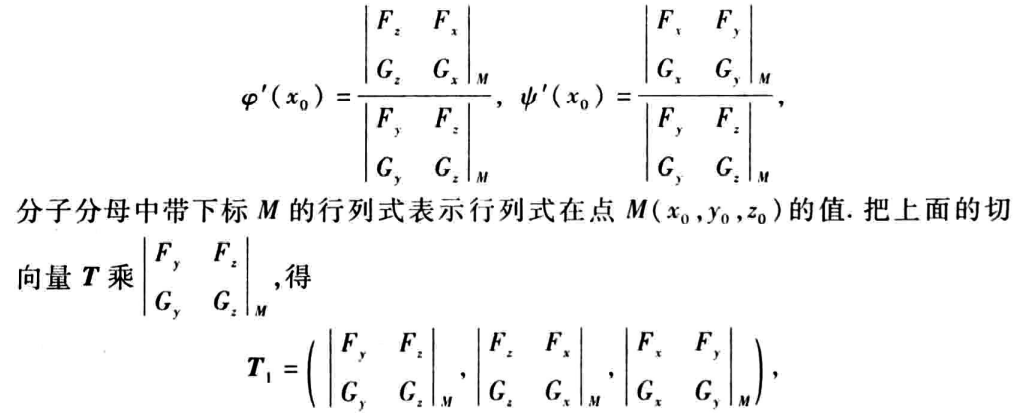 $$\varphi'(x_0)=\frac{\begin{vmatrix}F_z & F_x\\ G_z & G_x\end{vmatrix}_M}{\begin{vmatrix}F_y & F_z\\ G_y & G_z\end{vmatrix}_M},\ \psi'(x_0)=\frac{\begin{vmatrix}F_x & F_y\\ G_x & G_y\end{vmatrix}_M}{\begin{vmatrix}F_y & F_z\\ G_y & G_z\end{vmatrix}_M},$$
分子分母中带下标 $M$ 的行列式表示行列式在点 $M(x_0,y_0,z_0)$ 的值. 把上面的切
向量 $\boldsymbol{T}$ 乘 $\begin{vmatrix}F_y & F_z\\ G_y & G_z\end{vmatrix}_M$,得
$$\boldsymbol{T}_1=\left(\begin{vmatrix}F_y & F_z\\ G_y & G_z\end{vmatrix}_M,\begin{vmatrix}F_z & F_x\\ G_z & G_x\end{vmatrix}_M,\begin{vmatrix}F_x & F_y\\ G_x & G_y\end{vmatrix}_M\right),$$